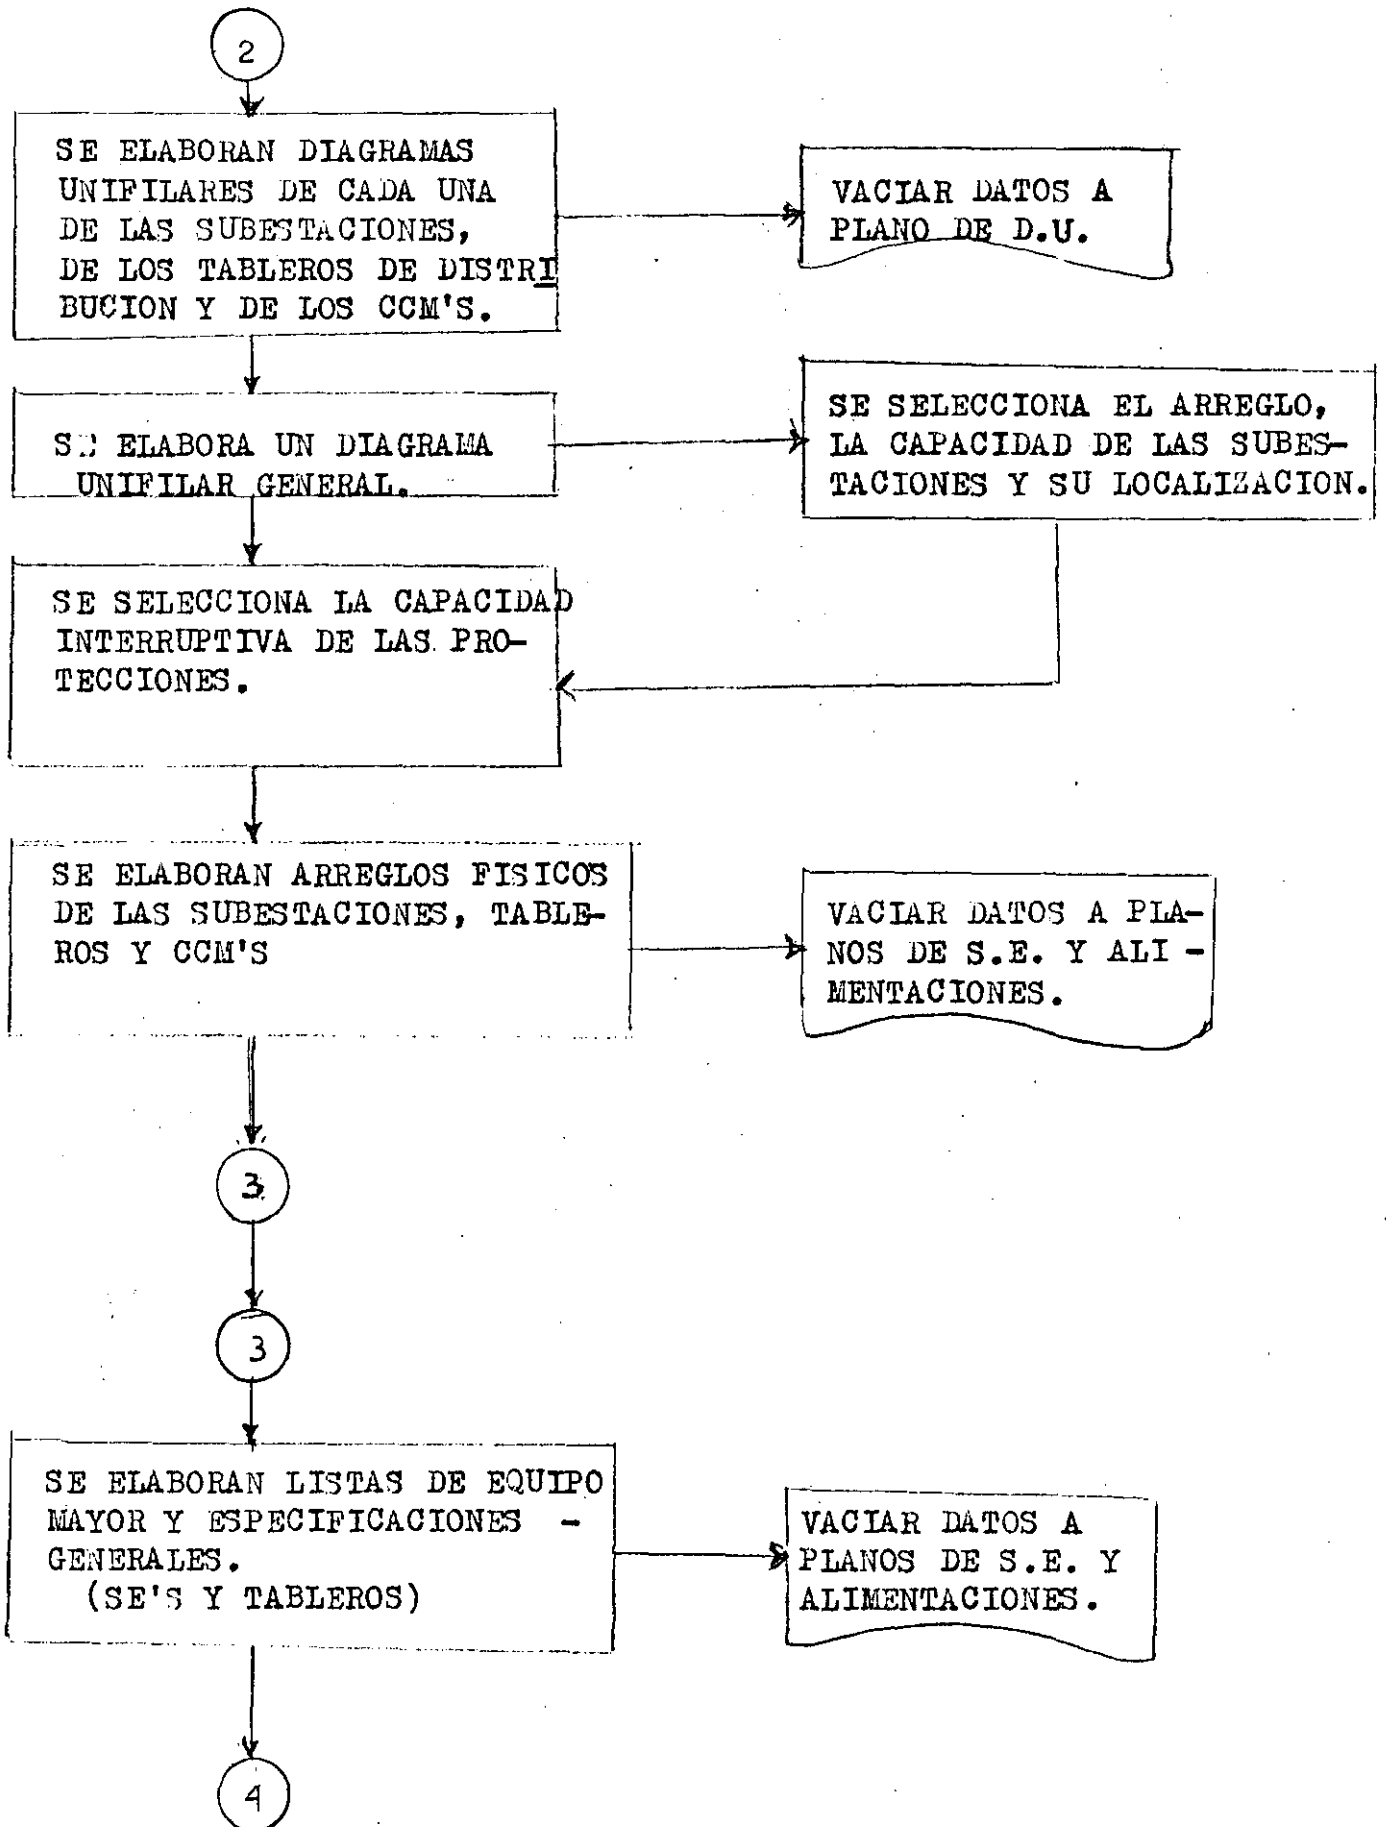 2
SE ELABORAN DIAGRAMAS
UNIFILARES DE CADA UNA
DE LAS SUBESTACIONES,
DE LOS TABLEROS DE DISTRI
BUCION Y DE LOS CCM'S.
VACIAR DATOS A
PLANO DE D.U.
SE ELABORA UN DIAGRAMA
UNIFILAR GENERAL.
SE SELECCIONA EL ARREGLO,
LA CAPACIDAD DE LAS SUBES-
TACIONES Y SU LOCALIZACION.
SE SELECCIONA LA CAPACIDAD
INTERRUPTIVA DE LAS PRO-
TECCIONES.
SE ELABORAN ARREGLOS FISICOS
DE LAS SUBESTACIONES, TABLE-
ROS Y CCM'S
VACIAR DATOS A PLA-
NOS DE S.E. Y ALI -
MENTACIONES.
3
3
SE ELABORAN LISTAS DE EQUIPO
MAYOR Y ESPECIFICACIONES -
GENERALES.
(SE'S Y TABLEROS)
VACIAR DATOS A
PLANOS DE S.E. Y
ALIMENTACIONES.
4